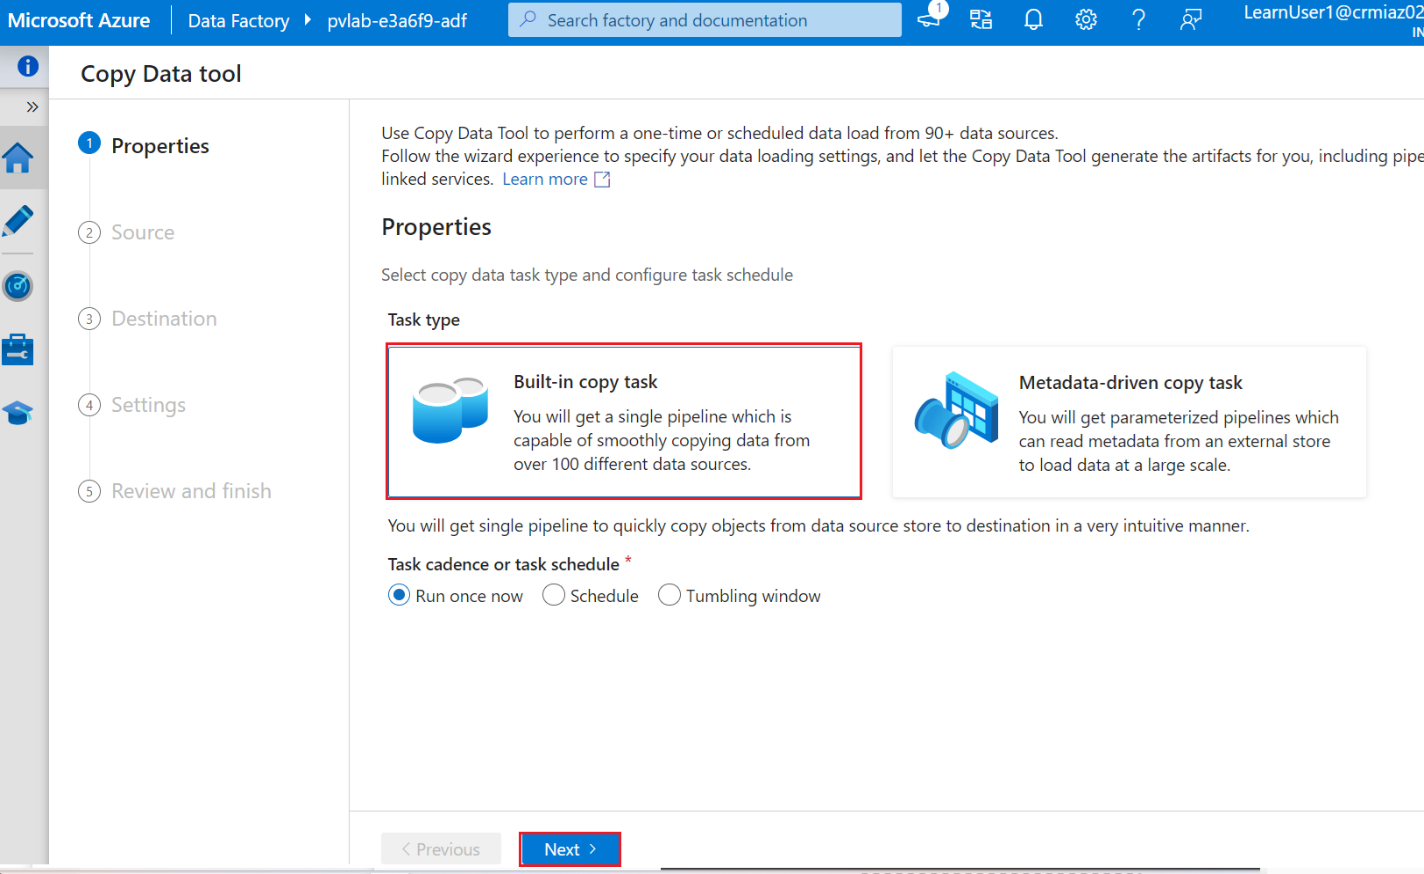 Microsoft Azure
Data Factory
pvlab-e3a6f9-adf
Search factory and documentation
1
LearnUser1@crmiaz02
IN
Copy Data tool
1 Properties
2 Source
3 Destination
4 Settings
5 Review and finish
Use Copy Data Tool to perform a one-time or scheduled data load from 90+ data sources.
Follow the wizard experience to specify your data loading settings, and let the Copy Data Tool generate the artifacts for you, including pipe
linked services. Learn more
Properties
Select copy data task type and configure task schedule
Task type
Built-in copy task
You will get a single pipeline which is
capable of smoothly copying data from
over 100 different data sources.
Metadata-driven copy task
You will get parameterized pipelines which
can read metadata from an external store
to load data at a large scale.
You will get single pipeline to quickly copy objects from data source store to destination in a very intuitive manner.
Task cadence or task schedule *
Run once now
Schedule
Tumbling window
< Previous
Next >